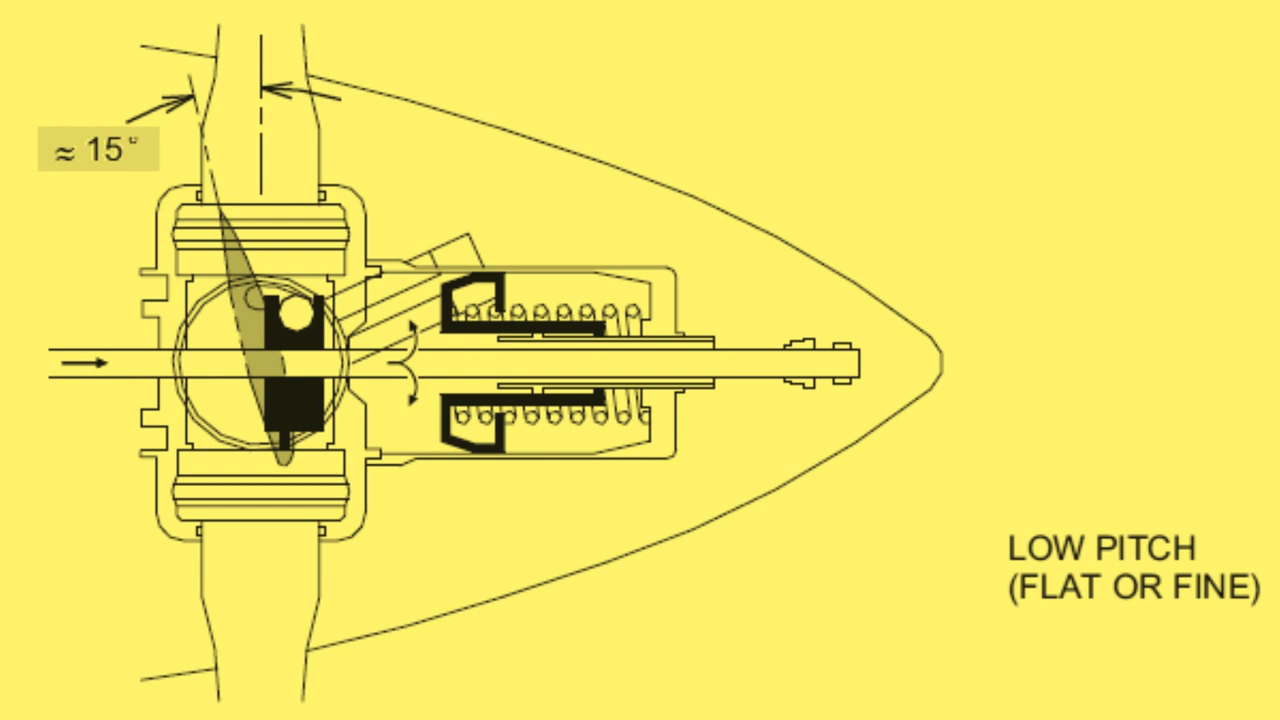 ≈ 15°
LOW PITCH
(FLAT OR FINE)